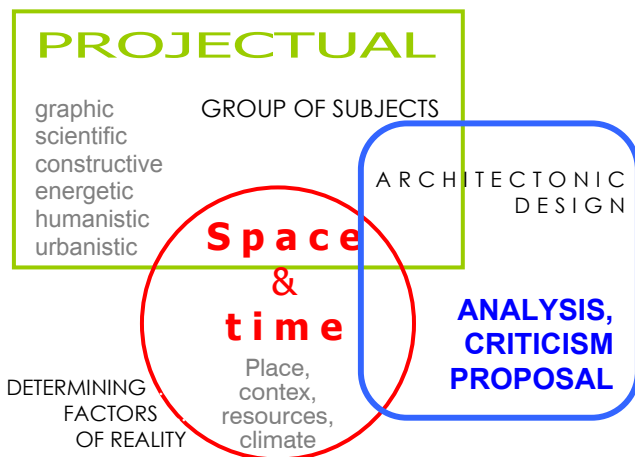 PROJECTUAL
graphic
scientific
constructive
energetic
humanistic
urbanistic
GROUP OF SUBJECTS
ARCHITECTONIC
DESIGN
Space
&
time
Place,
contex,
resources,
climate
ANALYSIS,
CRITICISM
PROPOSAL
DETERMINING
FACTORS
OF REALITY